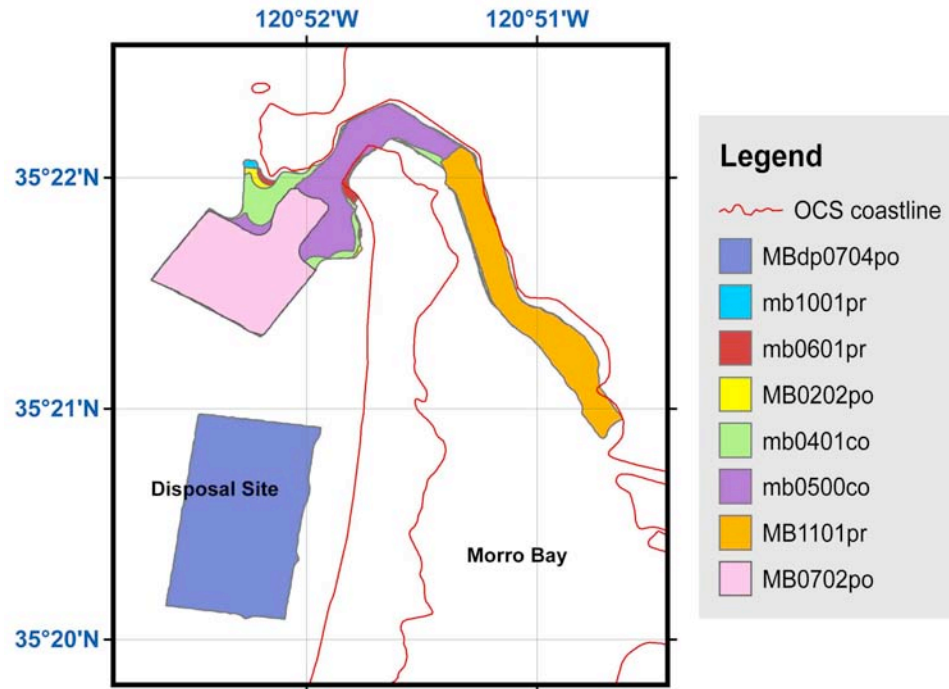 120°52'W 120°51'W
35°22'N
35°21'N
35°20'N
Disposal Site
Morro Bay
Legend
OCS coastline
MBdp0704po
mb1001pr
mb0601pr
MB0202po
mb0401co
mb0500co
MB1101pr
MB0702po